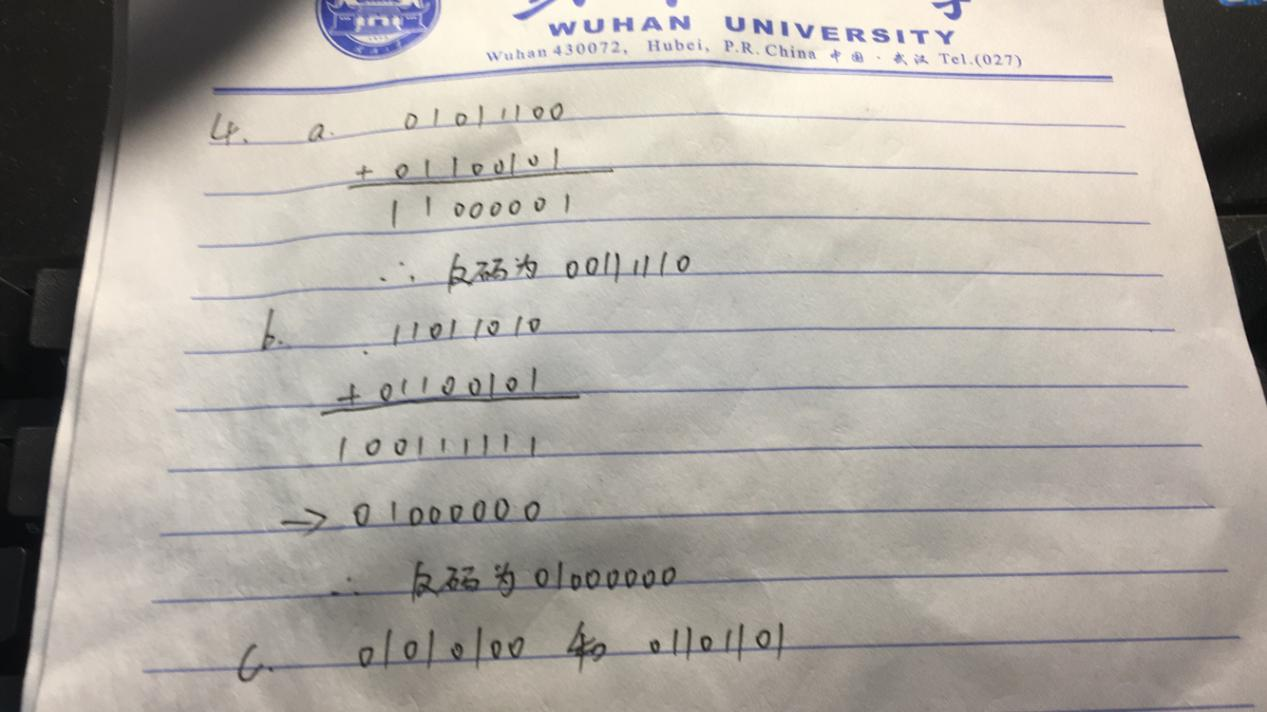 WUHAN UNIVERSITY
Wuhan 430072, Hubei, P.R. China 中国·武汉 Tel.(027)
4. a. 01011100
+ 01100101
11000001
∴ 反码为 00111110
b. 11011010
+ 01100101
100111111
→ 01000000
∴ 反码为 01000000
c. 01010100 和 01101101